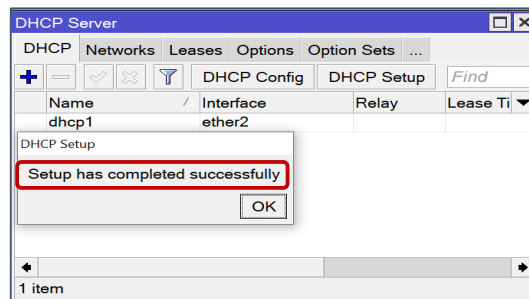 DHCP Server
DHCP Networks Leases Options Option Sets ...
DHCP Config DHCP Setup Find
Name Interface Relay Lease Ti
dhcp1 ether2
DHCP Setup
Setup has completed successfully
OK
1 item